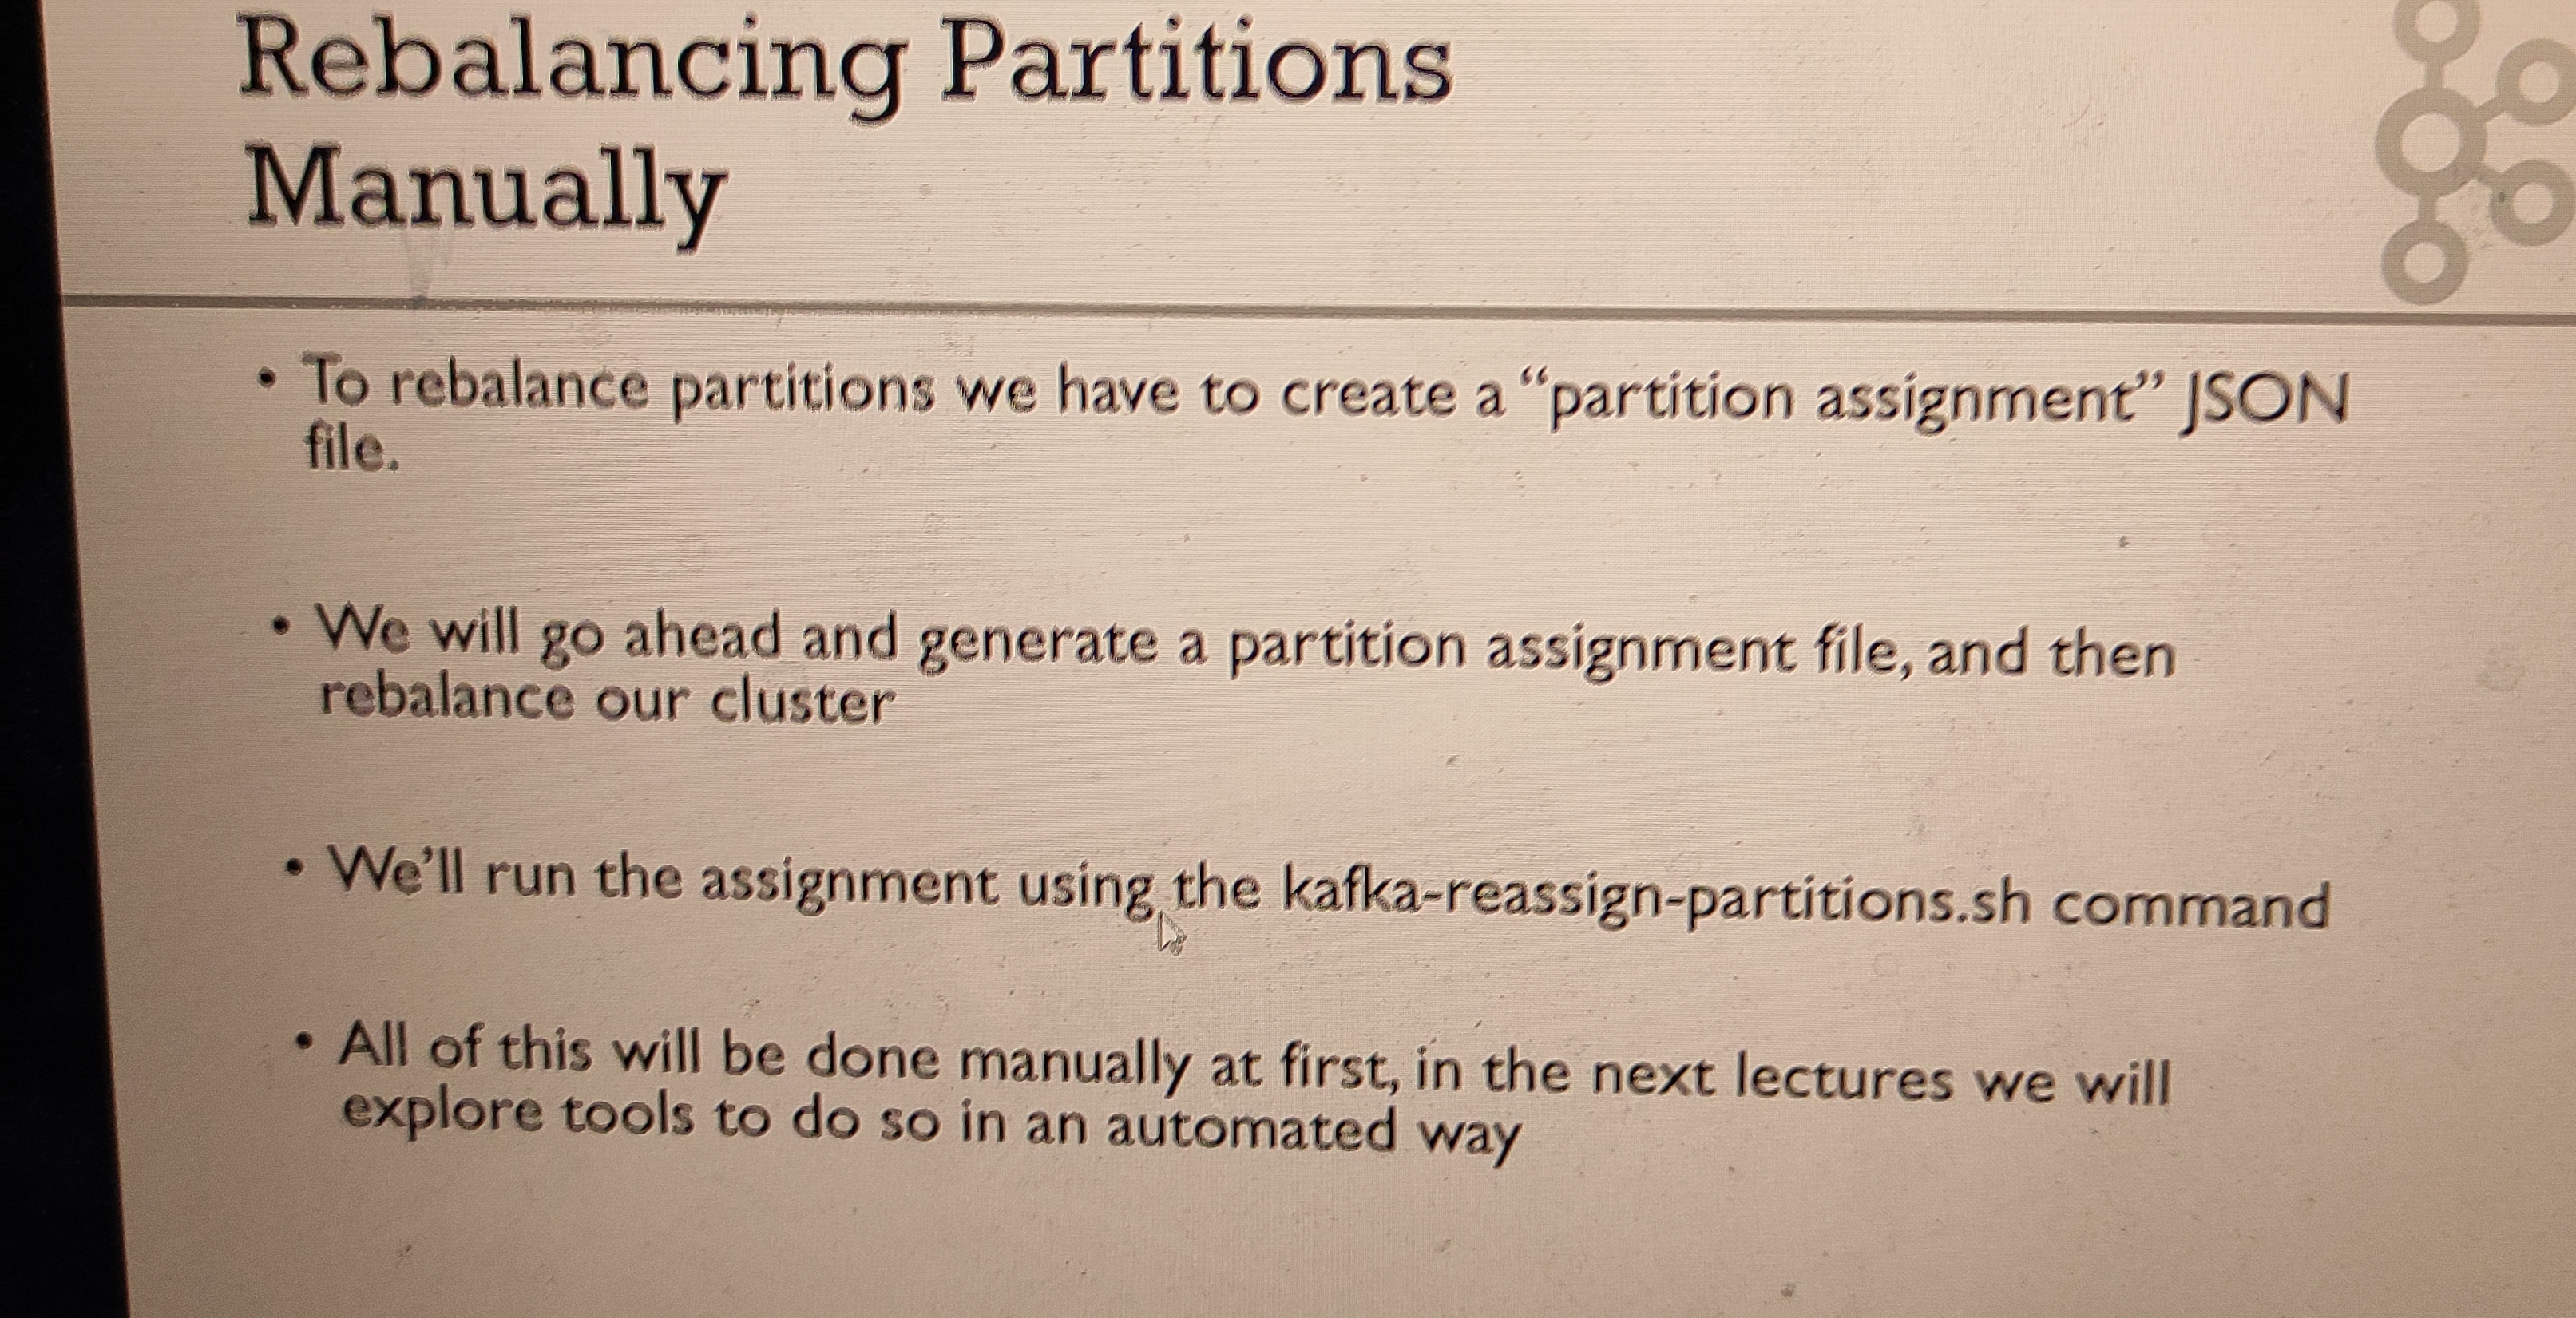 Rebalancing Partitions
Manually
• To rebalance partitions we have to create a “partition assignment” JSON
file.
• We will go ahead and generate a partition assignment file, and then
rebalance our cluster
• We’ll run the assignment using the kafka-reassign-partitions.sh command
• All of this will be done manually at first, in the next lectures we will
explore tools to do so in an automated way